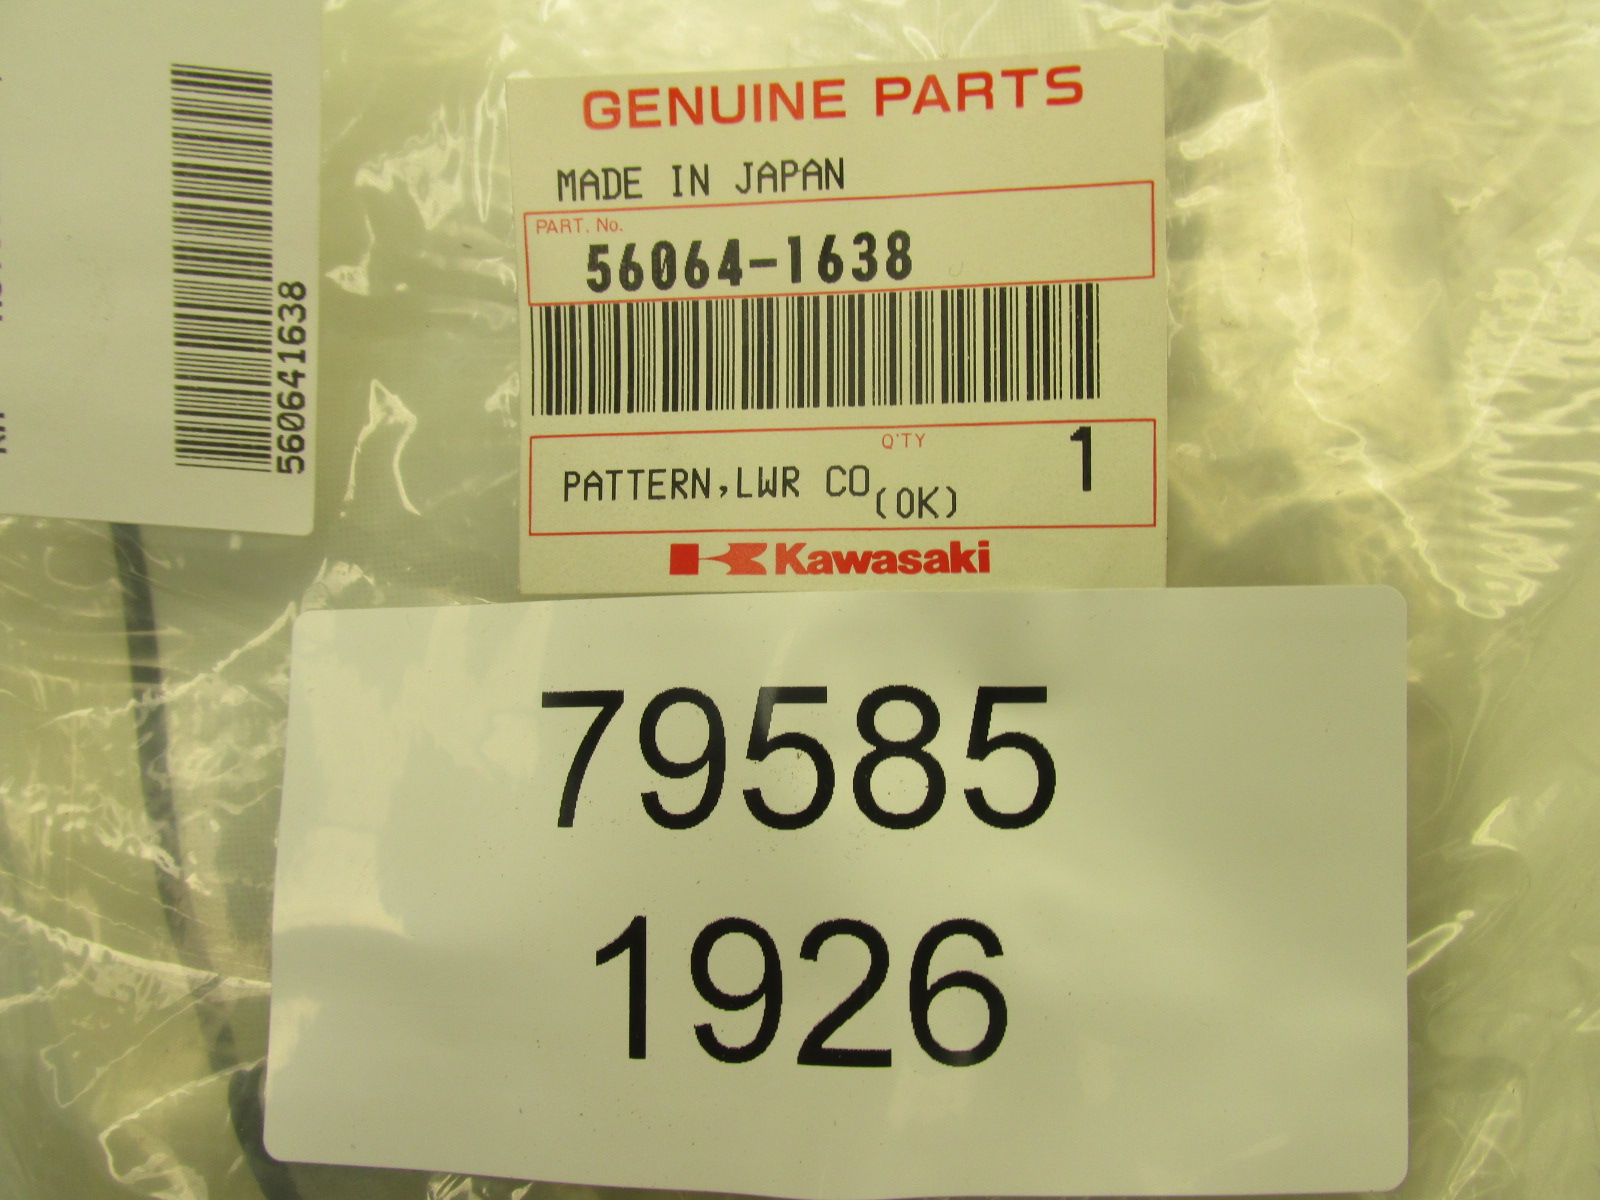 GENUINE PARTS
MADE IN JAPAN
PART. No.
56064-1638
Q'TY
1
PATTERN,LWR CO
(OK)
Kawasaki
560641638
79585
1926